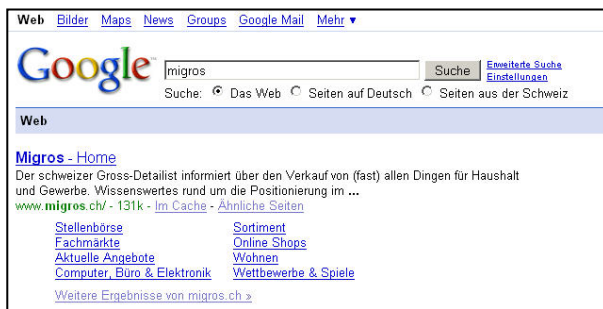 Web Bilder Maps News Groups Google Mail Mehr ▼
Google™ migros Suche Erweiterte Suche
Einstellungen
Suche: Das Web Seiten auf Deutsch Seiten aus der Schweiz
Web
Migros - Home
Der schweizer Gross-Detailist informiert über den Verkauf von (fast) allen Dingen für Haushalt
und Gewerbe. Wissenswertes rund um die Positionierung im ...
www.migros.ch/ - 131k - Im Cache - Ähnliche Seiten
Stellenbörse Sortiment
Fachmärkte Online Shops
Aktuelle Angebote Wohnen
Computer, Büro & Elektronik Wettbewerbe & Spiele
Weitere Ergebnisse von migros.ch »